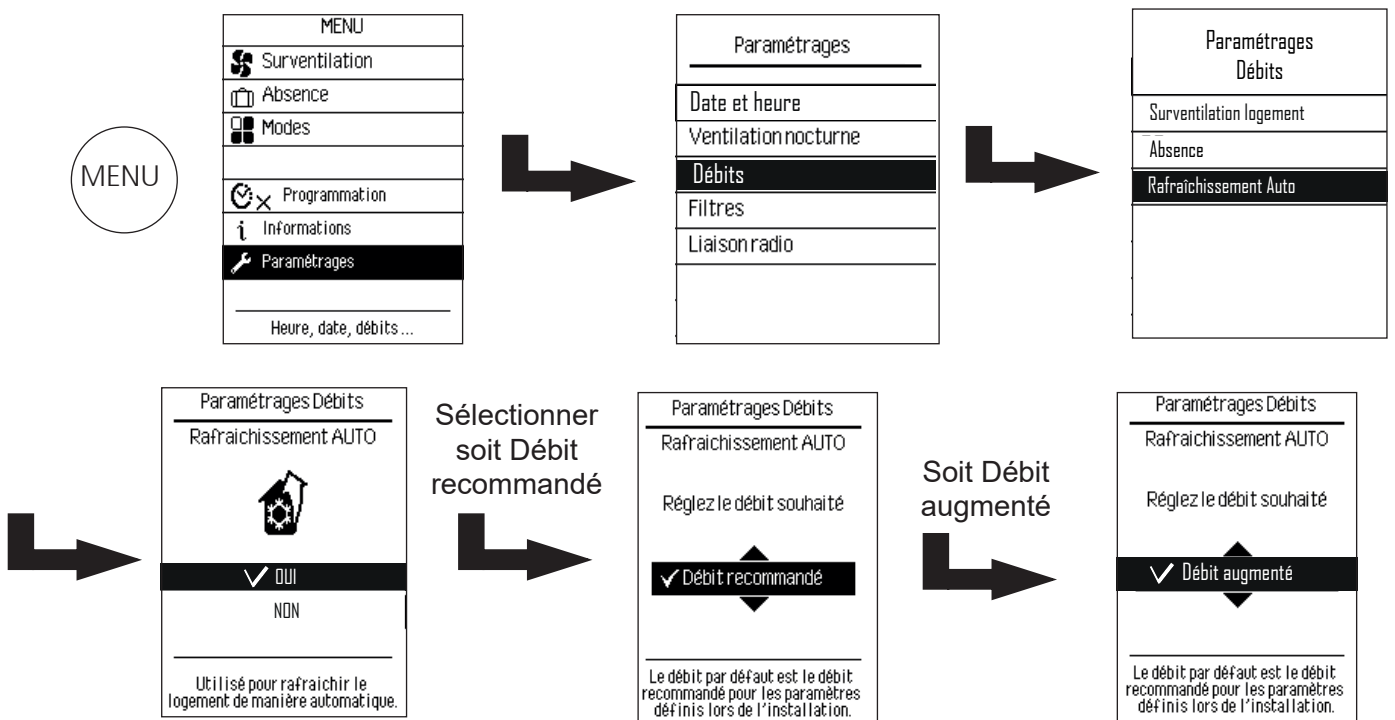 MENU
MENU
Surventilation
Absence
Modes
Programmation
i Informations
Paramétrages
Heure, date, débits ...
Paramétrages
Date et heure
Ventilation nocturne
Débits
Filtres
Liaison radio
Paramétrages
Débits
Surventilation logement
Absence
Rafraîchissement Auto
Paramétrages Débits
Rafraichissement AUTO
OUI
NON
Utilisé pour rafraichir le
logement de manière automatique.
Sélectionner
soit Débit
recommandé
Paramétrages Débits
Rafraichissement AUTO
Réglez le débit souhaité
Débit recommandé
Le débit par défaut est le débit
recommandé pour les paramètres
définis lors de l'installation.
Soit Débit
augmenté
Paramétrages Débits
Rafraichissement AUTO
Réglez le débit souhaité
Débit augmenté
Le débit par défaut est le débit
recommandé pour les paramètres
définis lors de l'installation.